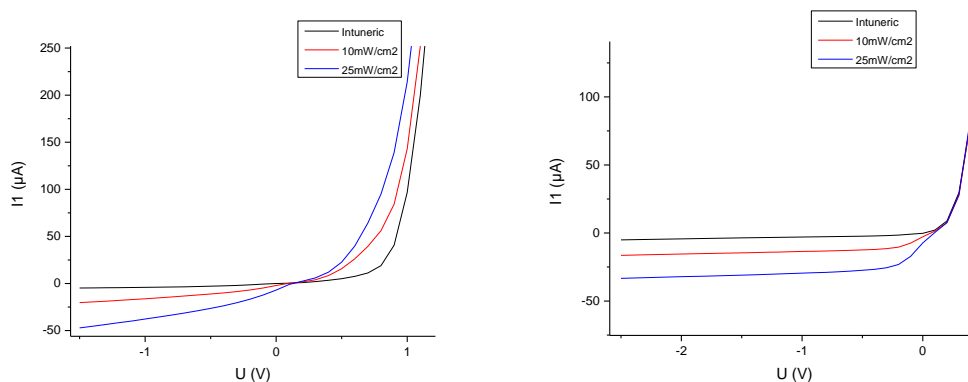 Intuneric
10mW/cm2
25mW/cm2
250
200
150
100
50
0
-50
-1
0
1
I1 (µA)
U (V)
Intuneric
10mW/cm2
25mW/cm2
100
50
0
-50
-2
-1
0
I1 (µA)
U (V)